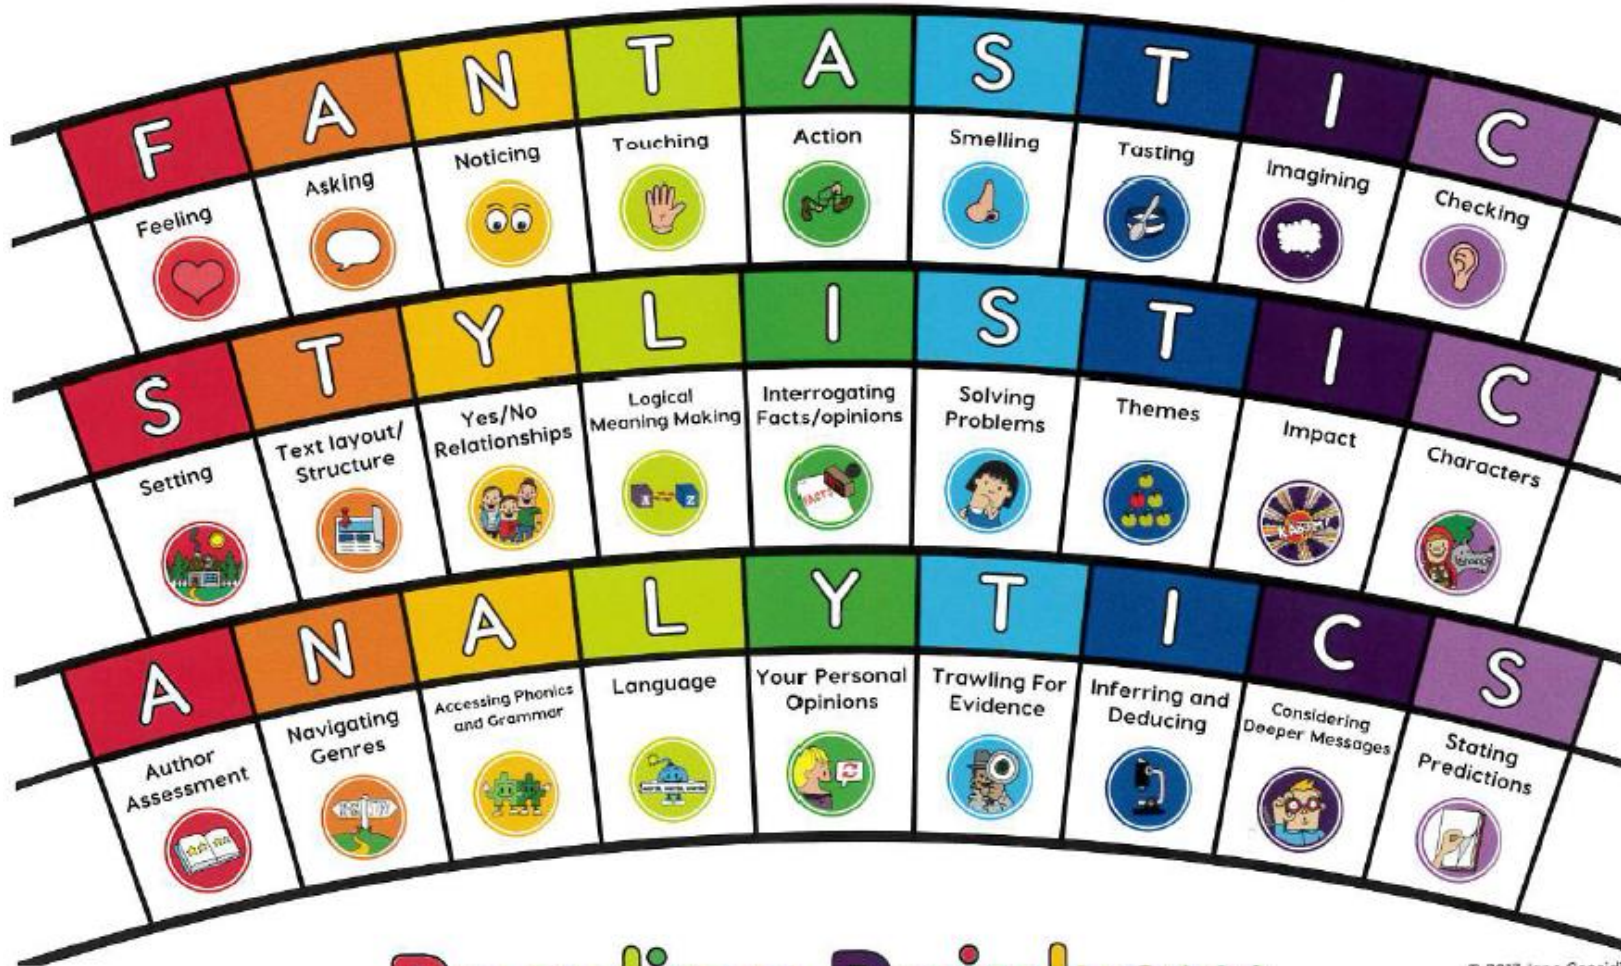 F A N T A S T I C
Feeling
Asking
Noticing
Touching
Action
Smelling
Tasting
Imagining
Checking
S T Y L I S T I C
Setting
Text layout/
Structure
Yes/No
Relationships
Logical
Meaning Making
Interrogating
Facts/opinions
FACTS
Solving
Problems
Themes
Impact
KABOOM!
Characters
A N A L Y T I C S
Author
Assessment
Navigating
Genres
Accessing Phonics
and Grammar
Language
Your Personal
Opinions
Trawling For
Evidence
Inferring and
Deducing
Considering
Deeper Messages
Stating
Predictions